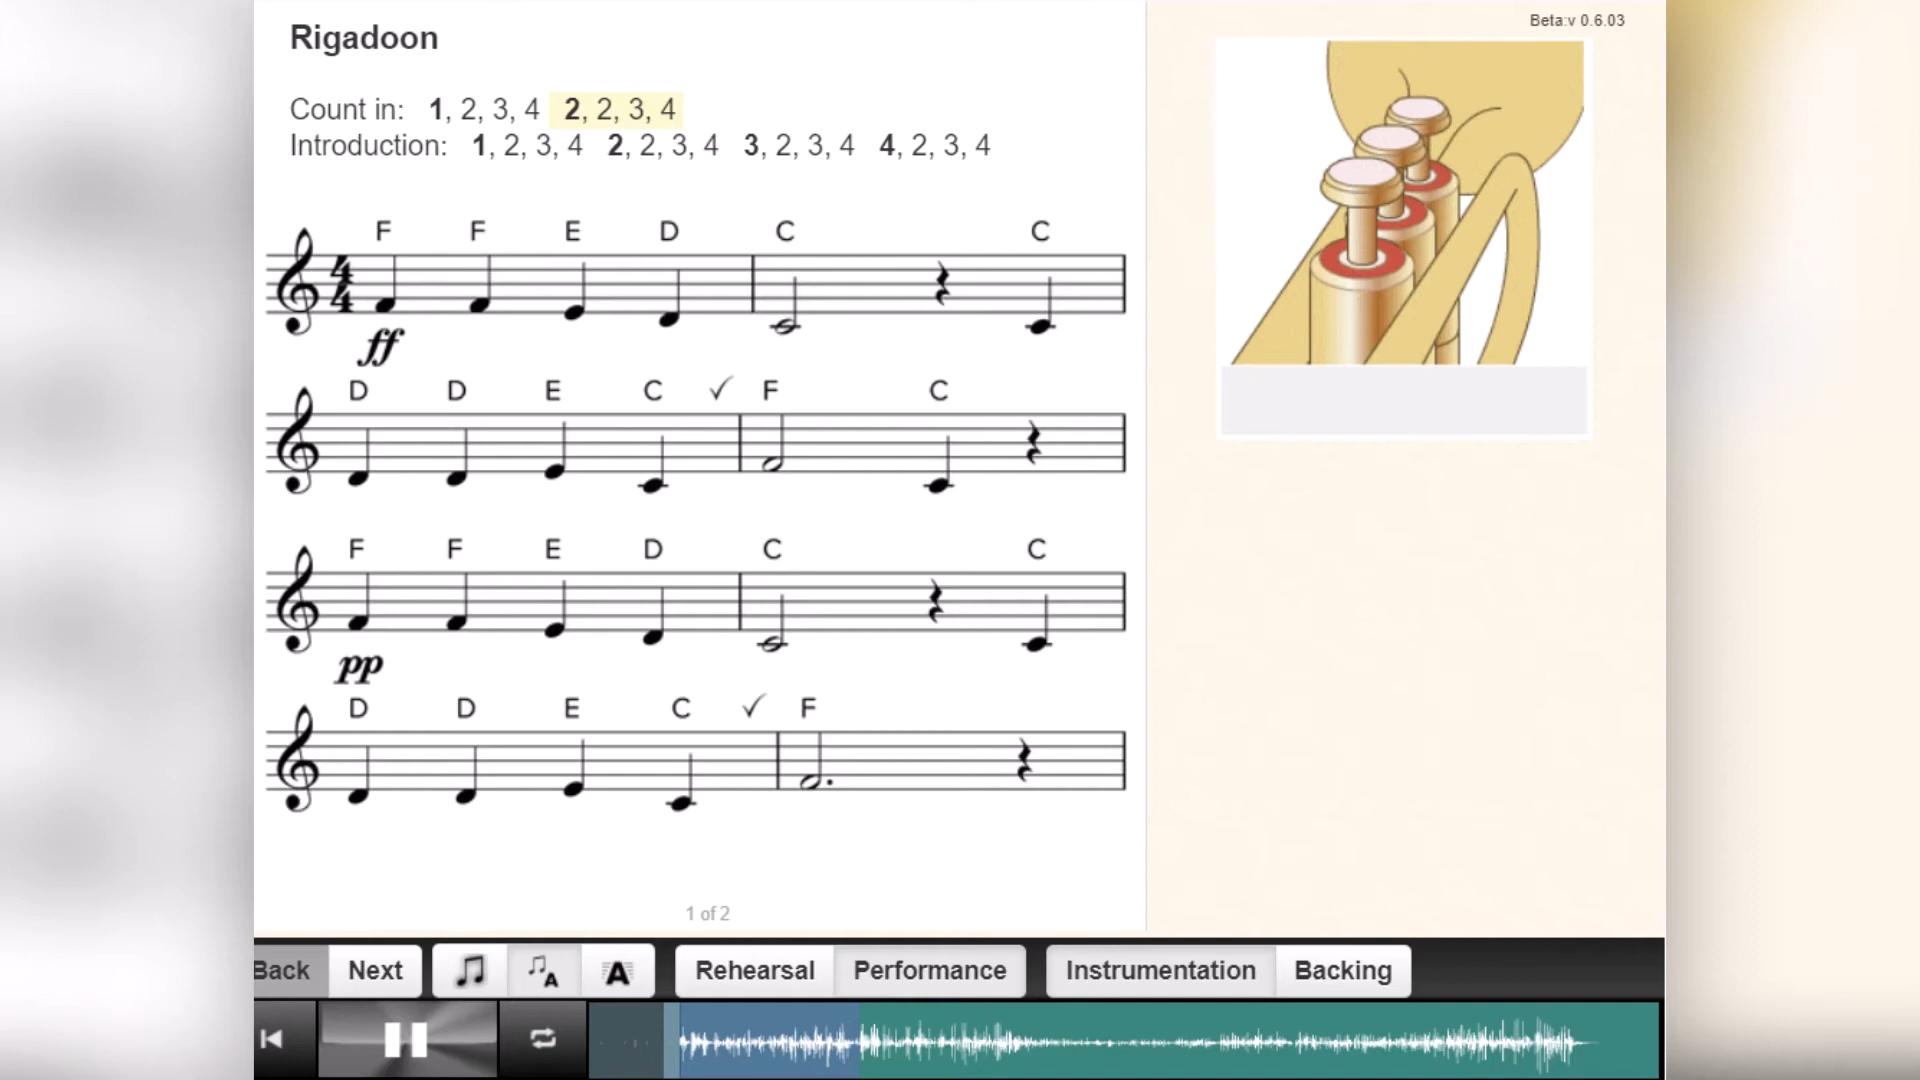 Beta:v 0.6.03
Rigadoon
Count in: 1, 2, 3, 4 2, 2, 3, 4
Introduction: 1, 2, 3, 4 2, 2, 3, 4 3, 2, 3, 4 4, 2, 3, 4
F F E D C C
4
4
ff
D D E C F C
F F E D C C
pp
D D E C F
1 of 2
Back Next A A Rehearsal Performance Instrumentation Backing